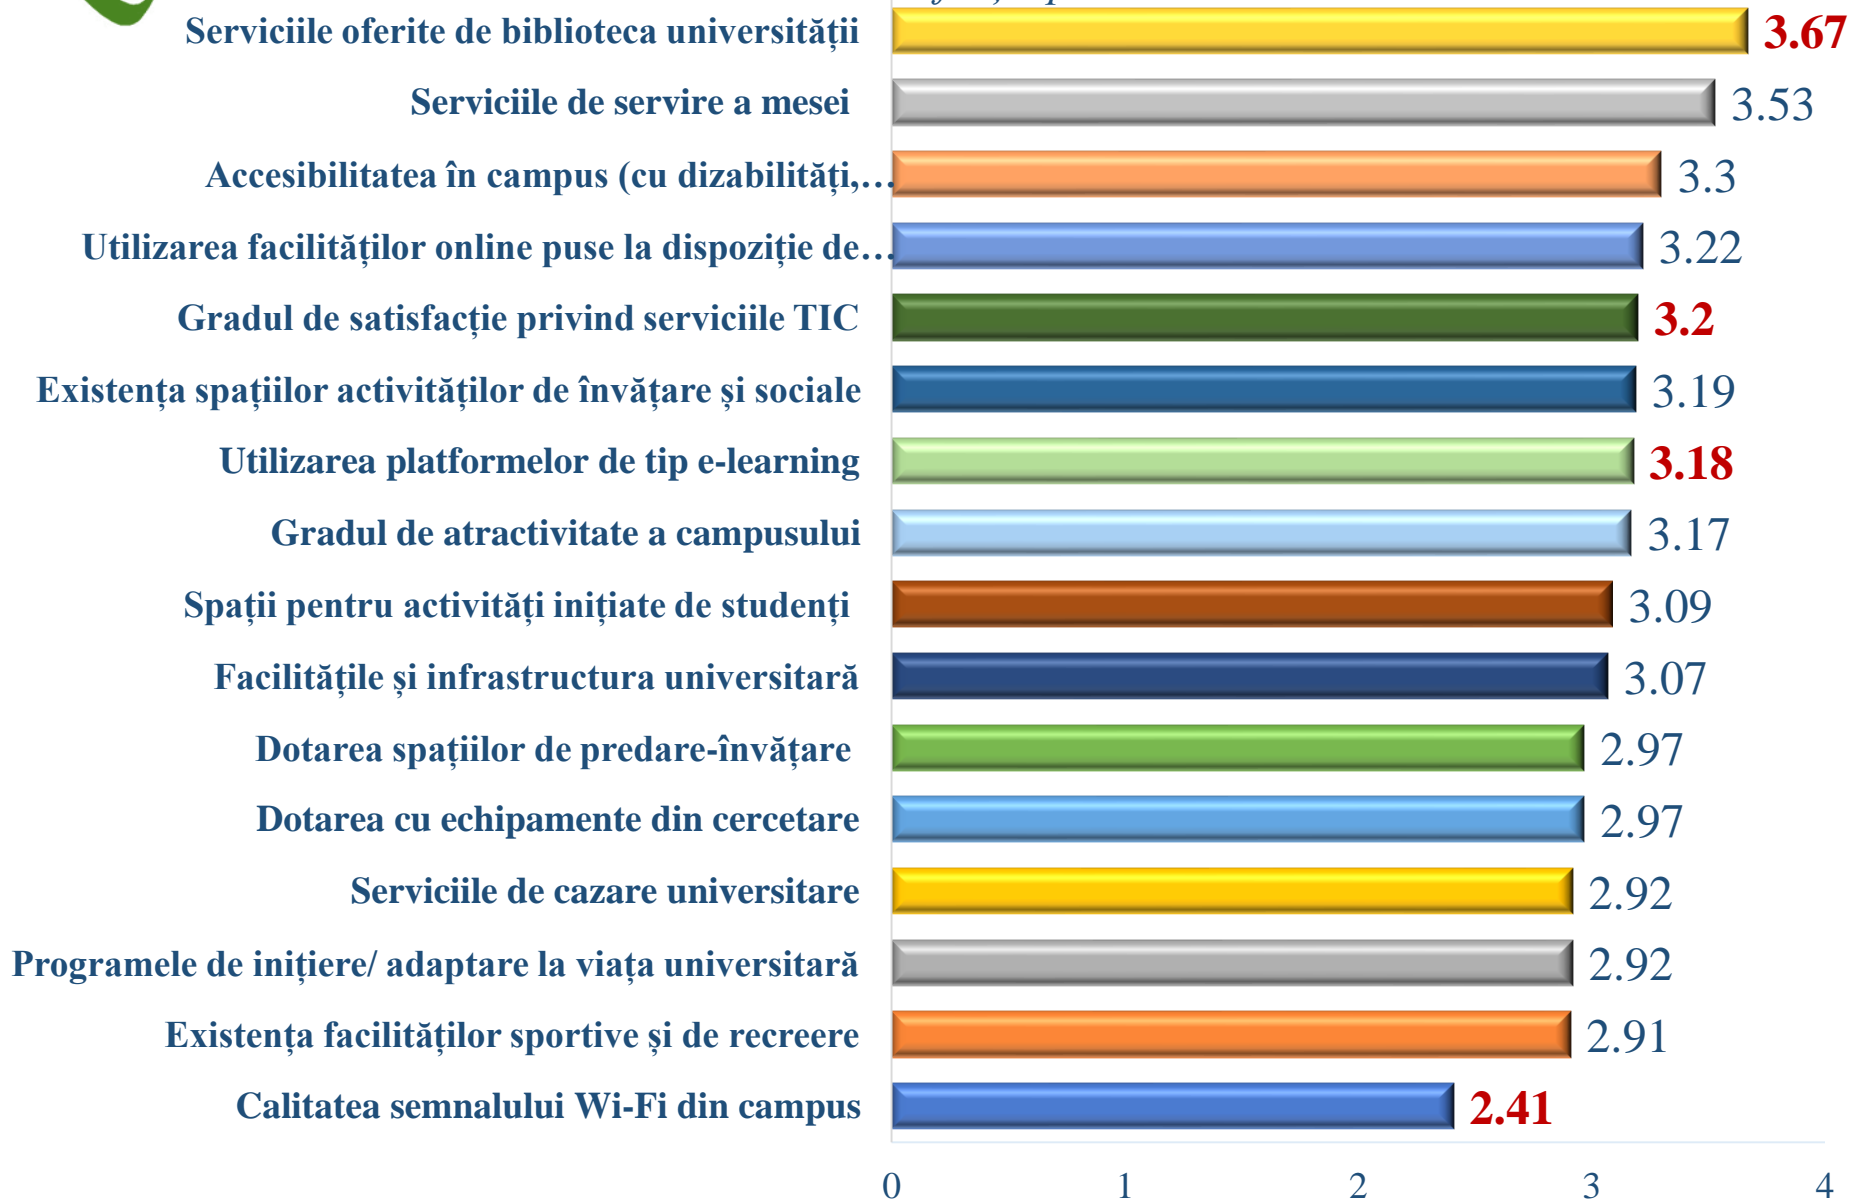 Serviciile oferite de biblioteca universității 3.67
Serviciile de servire a mesei 3.53
Accesibilitatea în campus (cu dizabilități,… 3.3
Utilizarea facilităților online puse la dispoziție de… 3.22
Gradul de satisfacție privind serviciile TIC 3.2
Existența spațiilor activităților de învățare și sociale 3.19
Utilizarea platformelor de tip e-learning 3.18
Gradul de atractivitate a campusului 3.17
Spații pentru activități inițiate de studenți 3.09
Facilitățile și infrastructura universitară 3.07
Dotarea spațiilor de predare-învățare 2.97
Dotarea cu echipamente din cercetare 2.97
Serviciile de cazare universitare 2.92
Programele de inițiere/ adaptare la viața universitară 2.92
Existența facilităților sportive și de recreere 2.91
Calitatea semnalului Wi-Fi din campus 2.41
0 1 2 3 4